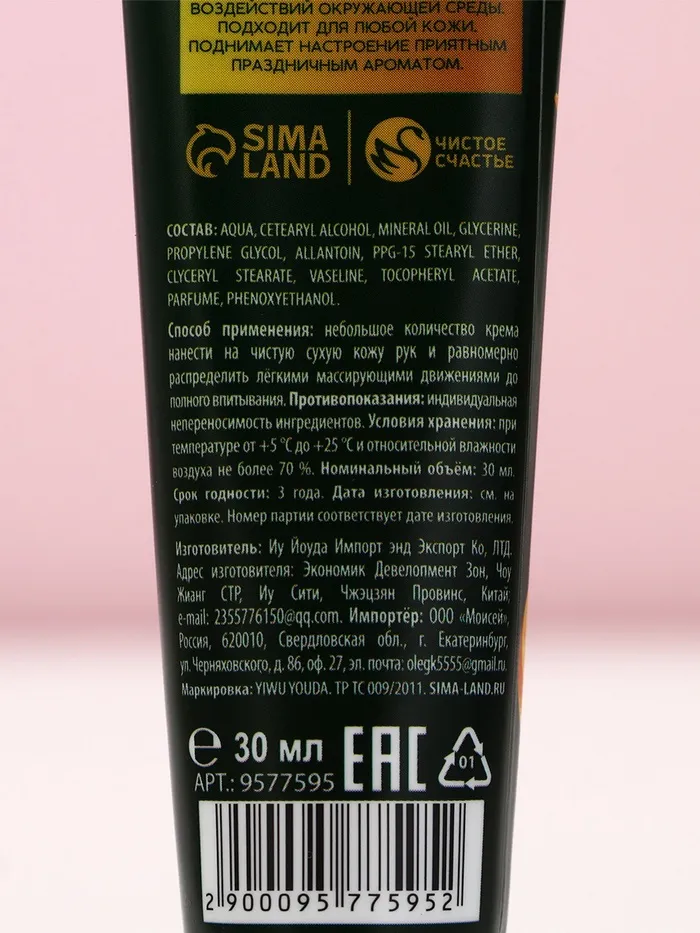 ВОЗДЕЙСТВИЙ ОКРУЖАЮЩЕЙ СРЕДЫ.
ПОДХОДИТ ДЛЯ ЛЮБОЙ КОЖИ.
ПОДНИМАЕТ НАСТРОЕНИЕ ПРИЯТНЫМ
ПРАЗДНИЧНЫМ АРОМАТОМ.
SIMA LAND
ЧИСТОЕ СЧАСТЬЕ
СОСТАВ: AQUA, CETEARYL ALCOHOL, MINERAL OIL, GLYCERINE,
PROPYLENE GLYCOL, ALLANTOIN, PPG-15 STEARYL ETHER,
CLYCERYL STEARATE, VASELINE, TOCOPHERYL ACETATE,
PARFUME, PHENOXYETHANOL.
Способ применения: небольшое количество крема
нанести на чистую сухую кожу рук и равномерно
распределить лёгкими массирующими движениями до
полного впитывания. Противопоказания: индивидуальная
непереносимость ингредиентов. Условия хранения: при
температуре от +5 °C до +25 °C и относительной влажности
воздуха не более 70 %. Номинальный объём: 30 мл.
Срок годности: 3 года. Дата изготовления: см. на
упаковке. Номер партии соответствует дате изготовления.
Изготовитель: Иу Йоуда Импорт энд Экспорт Ко, ЛТД.
Адрес изготовителя: Экономик Девелопмент Зон, Чоу
Жианг СТР, Иу Сити, Чжэцзян Провинс, Китай;
e-mail: 2355776150@qq.com. Импортёр: ООО «Моисей»,
Россия, 620010, Свердловская обл., г. Екатеринбург,
ул. Черняховского, д. 86, оф. 27, эл. почта: olegk5555@gmail.ru.
Маркировка: YIWU YOUDA. ТР ТС 009/2011. SIMA-LAND.RU
℮ 30 мл EAC 01
АРТ.: 9577595
2 900095 775952